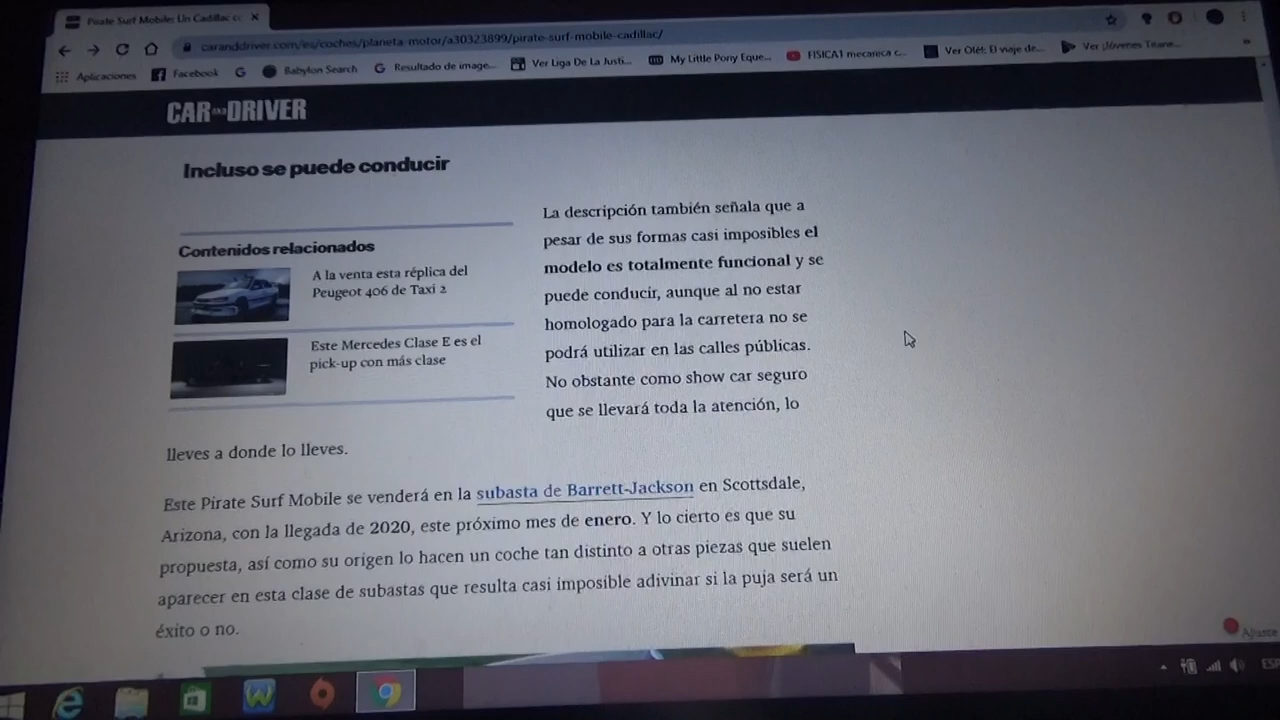 Pirate Surf Mobile: Un Cadillac co
caranddriver.com/es/coches/planeta-motor/a30323899/pirate-surf-mobile-cadillac/
Aplicaciones
Facebook
Babylon Search
Resultado de image...
Ver Liga De La Justi...
My Little Pony Eque...
FISICA1 mecanica c...
Ver Olé!: El viaje de...
Ver ¡Jóvenes Titane...
CAR AND DRIVER
Incluso se puede conducir
Contenidos relacionados
A la venta esta réplica del
Peugeot 406 de Taxi 2
Este Mercedes Clase E es el
pick-up con más clase
La descripción también señala que a
pesar de sus formas casi imposibles el
modelo es totalmente funcional y se
puede conducir, aunque al no estar
homologado para la carretera no se
podrá utilizar en las calles públicas.
No obstante como show car seguro
que se llevará toda la atención, lo
lleves a donde lo lleves.
Este Pirate Surf Mobile se venderá en la subasta de Barrett-Jackson en Scottsdale,
Arizona, con la llegada de 2020, este próximo mes de enero. Y lo cierto es que su
propuesta, así como su origen lo hacen un coche tan distinto a otras piezas que suelen
aparecer en esta clase de subastas que resulta casi imposible adivinar si la puja será un
éxito o no.
Ajuste
ESP